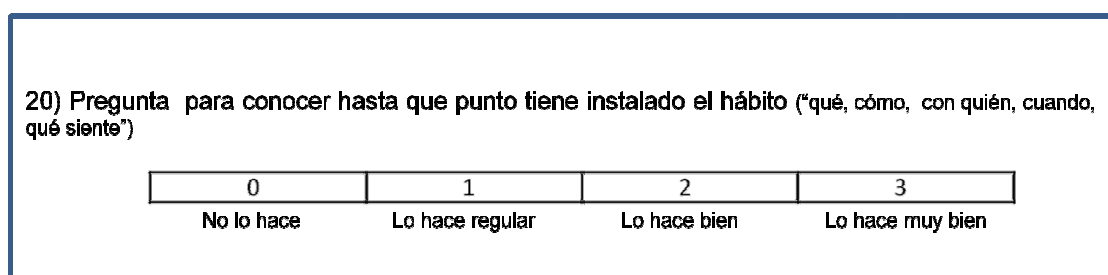 20) Pregunta  para conocer hasta que punto tiene instalado el hábito (“qué, cómo,  con quién, cuando,
qué siente”)
0 1 2 3
No lo hace Lo hace regular Lo hace bien Lo hace muy bien